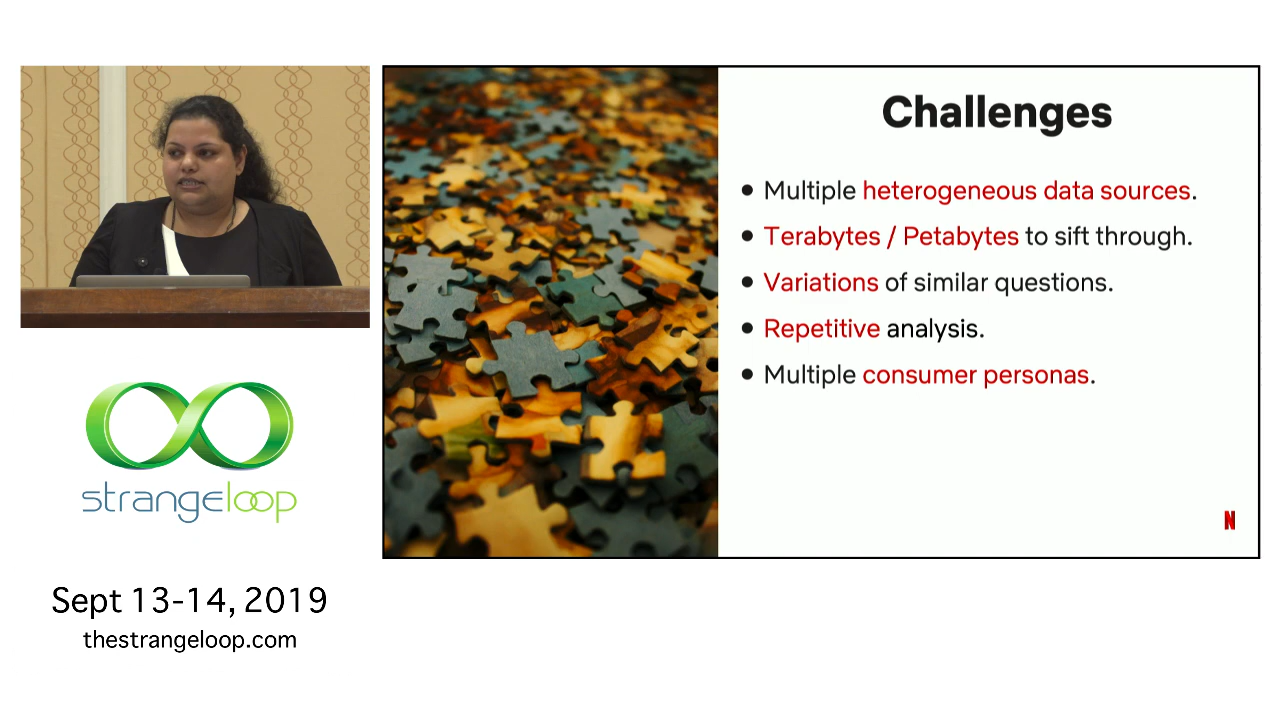 Challenges
• Multiple heterogeneous data sources.
• Terabytes / Petabytes to sift through.
• Variations of similar questions.
• Repetitive analysis.
• Multiple consumer personas.
N
strangeloop
Sept 13-14, 2019
thestrangeloop.com